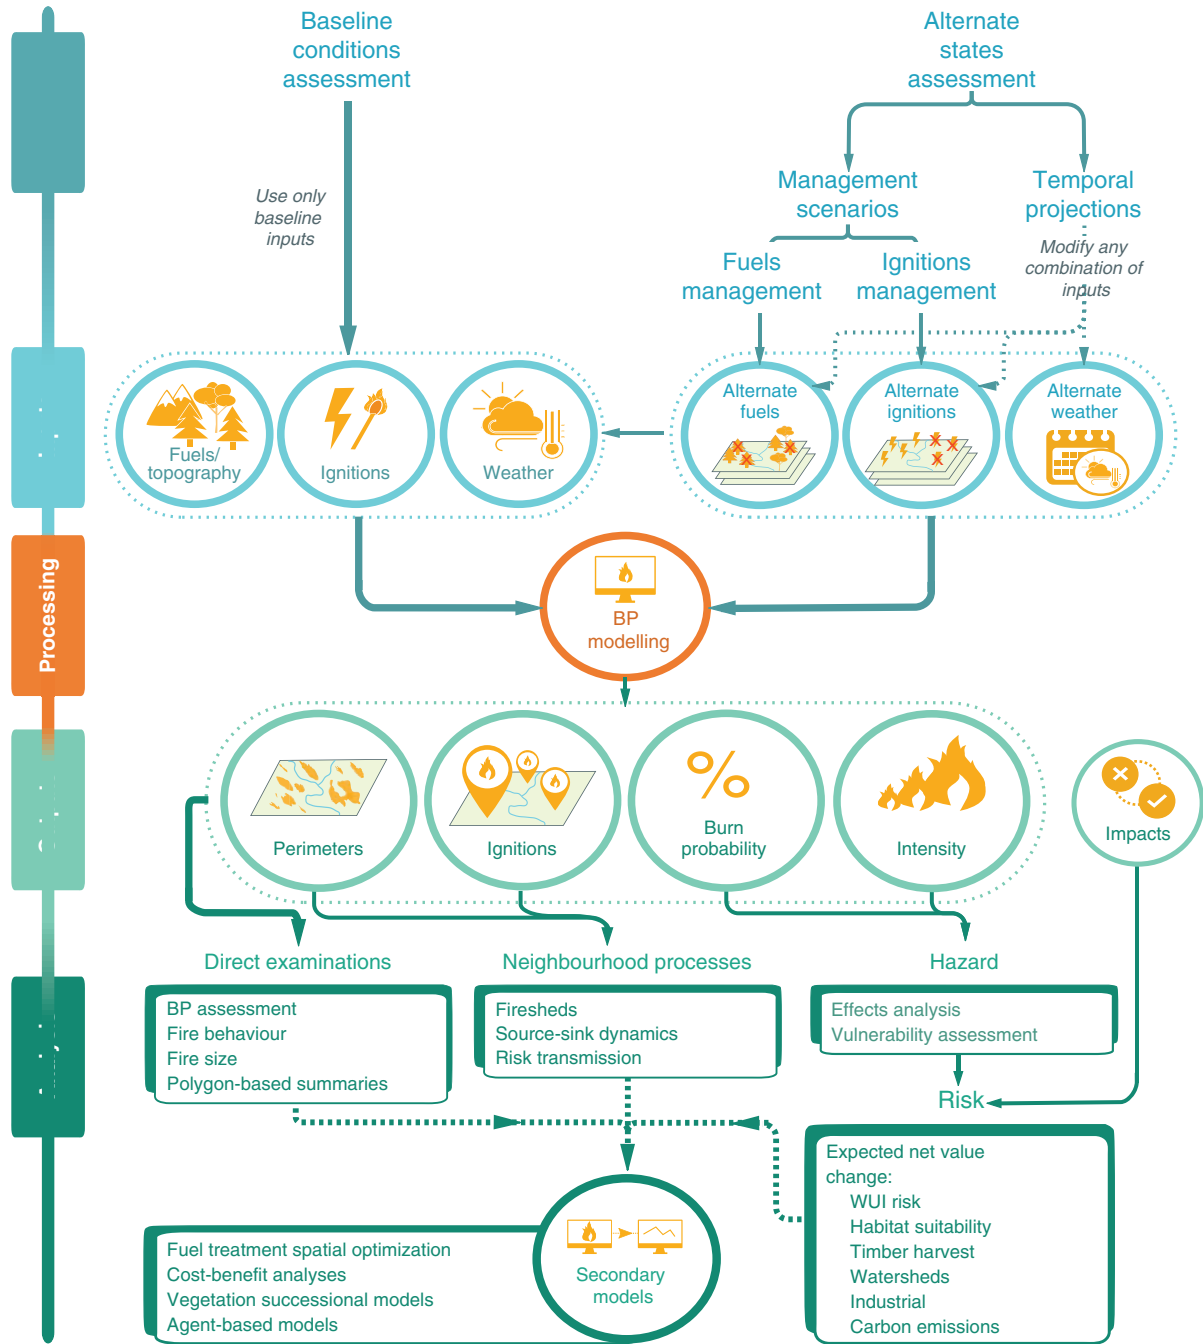 Baseline
conditions
assessment
Alternate
states
assessment
Use only
baseline
inputs
Management
scenarios
Temporal
projections
Fuels
management
Ignitions
management
Modify any
combination of
inputs
Fuels/
topography
Ignitions
Weather
Alternate
fuels
Alternate
ignitions
Alternate
weather
Processing
BP
modelling
Perimeters
Ignitions
Burn
probability
Intensity
Impacts
Direct examinations
BP assessment
Fire behaviour
Fire size
Polygon-based summaries
Neighbourhood processes
Firesheds
Source-sink dynamics
Risk transmission
Hazard
Effects analysis
Vulnerability assessment
Risk
Expected net value
change:
WUI risk
Habitat suitability
Timber harvest
Watersheds
Industrial
Carbon emissions
Secondary
models
Fuel treatment spatial optimization
Cost-benefit analyses
Vegetation successional models
Agent-based models